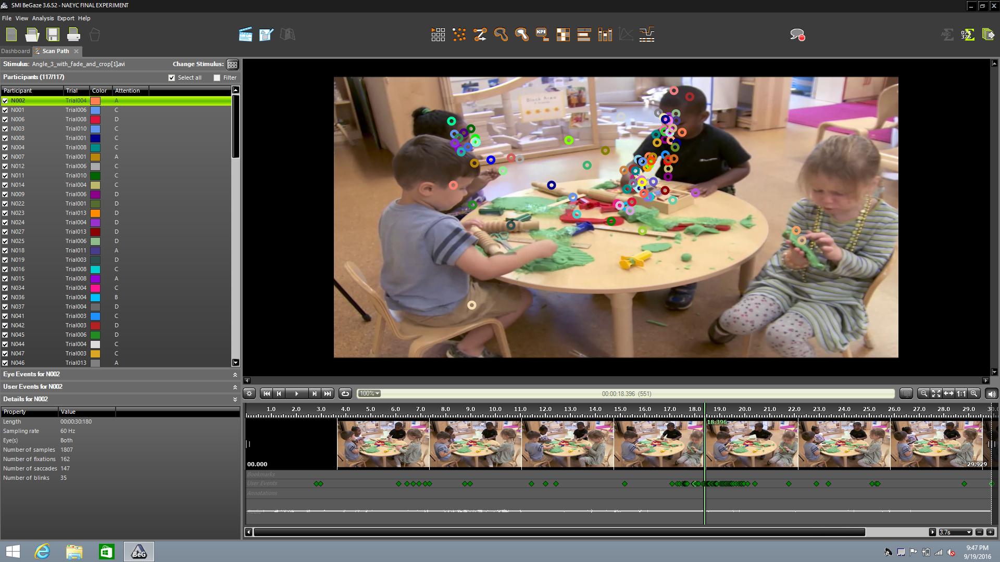 SMI BeGaze 3.6.52 - NAEYC FINAL EXPERIMENT
File View Analysis Export Help
KPI
Dashboard Scan Path
Stimulus: Angle_3_with_fade_and_crop[1].avi Change Stimulus:
Participants (117/117) Select all Filter
Participant Trial Color Attention
N002 Trial004 A
N001 Trial006 C
N006 Trial008 D
N003 Trial010 C
N008 Trial001 C
N004 Trial008 C
N007 Trial001 A
N012 Trial006 C
N011 Trial010 C
N014 Trial004 C
N009 Trial006 D
N022 Trial001 D
N023 Trial013 D
N024 Trial004 D
N027 Trial013 D
N025 Trial006 D
N018 Trial011 A
N019 Trial003 D
N016 Trial008 C
N015 Trial008 A
N034 Trial004 C
N036 Trial004 B
N037 Trial004 D
N041 Trial003 C
N042 Trial003 D
N045 Trial006 D
N044 Trial004 C
N047 Trial003 C
N046 Trial013 A
Eye Events for N002
User Events for N002
Details for N002
Property Value
Length 00:00:30:180
Sampling rate 60 Hz
Eye(s) Both
Number of samples 1807
Number of fixations 162
Number of saccades 147
Number of blinks 35
Block Area
100% 00:00:18.396 (551) 1:1
1.0 2.0 3.0 4.0 5.0 6.0 7.0 8.0 9.0 10.0 11.0 12.0 13.0 14.0 15.0 16.0 17.0 18.0 19.0 20.0 21.0 22.0 23.0 24.0 25.0 26.0 27.0 28.0 29.0 30.0
18.396
00.000 29.929
Bookmarks
User Events
Annotations
Audio
3.7s
BeG
9:47 PM
9/19/2016